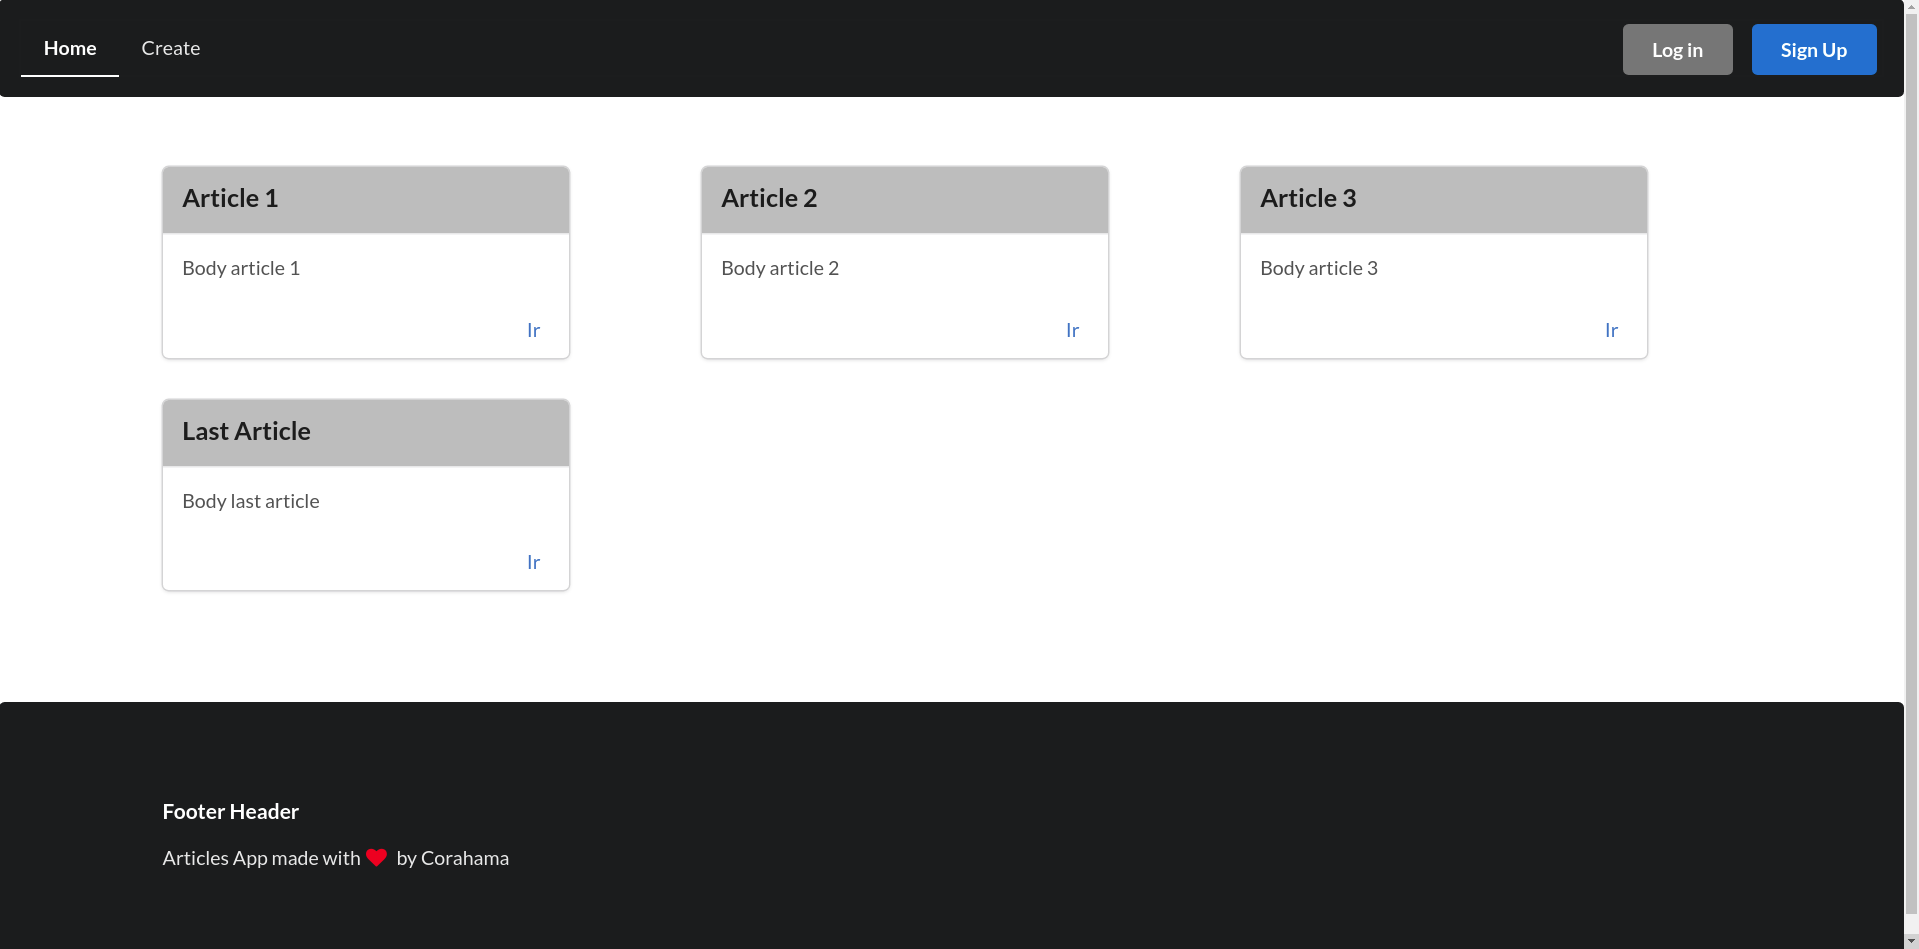 Home Create Log in Sign Up
Article 1
Body article 1
Ir
Article 2
Body article 2
Ir
Article 3
Body article 3
Ir
Last Article
Body last article
Ir
Footer Header
Articles App made with by Corahama